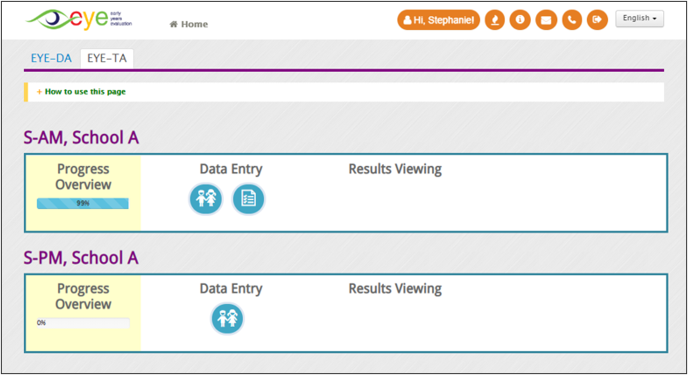 eye early
years
evaluation
Home
Hi, Stephanie!
English
EYE-DA EYE-TA
+ How to use this page
S-AM, School A
Progress Overview
99%
Data Entry
Results Viewing
S-PM, School A
Progress Overview
0%
Data Entry
Results Viewing